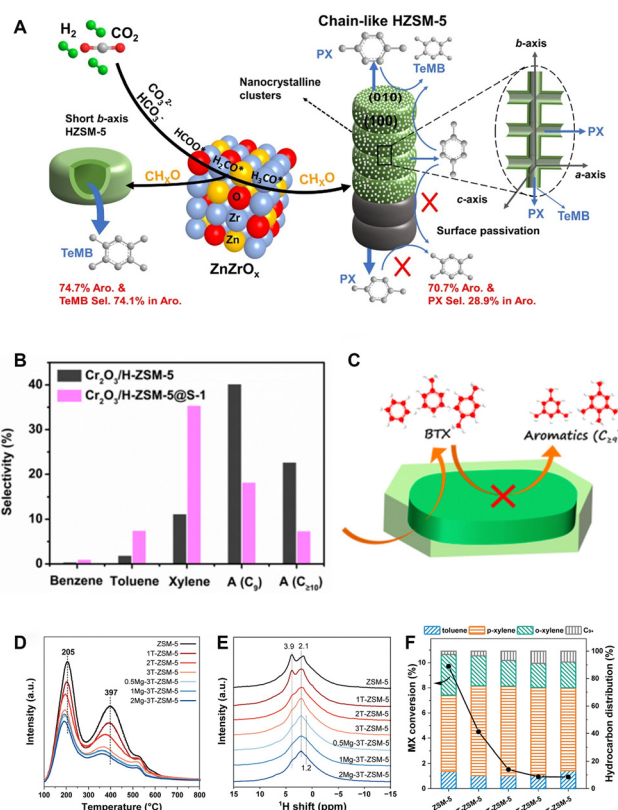 A
H₂
CO₂
CO₃²⁻
HCO₃⁻
HCOO*
H₂CO*
H₃CO*
Short b-axis
HZSM-5
CHₓO
CHₓO
O
Zr
Zn
ZnZrOₓ
TeMB
74.7% Aro. &
TeMB Sel. 74.1% in Aro.
Chain-like HZSM-5
PX
TeMB
Nanocrystalline
clusters
(010)
(100)
Surface passivation
PX
70.7% Aro. &
PX Sel. 28.9% in Aro.
b-axis
PX
a-axis
c-axis
PX
TeMB
B
Cr₂O₃/H-ZSM-5
Cr₂O₃/H-ZSM-5@S-1
Selectivity (%)
40
30
20
10
0
Benzene Toluene Xylene A (C₉) A (C≥₁₀)
C
BTX
Aromatics (C≥₉)
D
205
397
ZSM-5
1T-ZSM-5
2T-ZSM-5
3T-ZSM-5
0.5Mg-3T-ZSM-5
1Mg-3T-ZSM-5
2Mg-3T-ZSM-5
Intensity (a.u.)
100 200 300 400 500 600 700 800
Temperature (°C)
E
3.9 2.1
ZSM-5
1T-ZSM-5
2T-ZSM-5
3T-ZSM-5
0.5Mg-3T-ZSM-5
1Mg-3T-ZSM-5
2Mg-3T-ZSM-5
1.2
Intensity (a.u.)
15 10 5 0 -5 -10 -15
¹H shift (ppm)
F
toluene p-xylene o-xylene C₉₊
MX conversion (%)
10
8
6
4
2
0
Hydrocarbon distribution (%)
100
80
60
40
20
0
ZSM-5